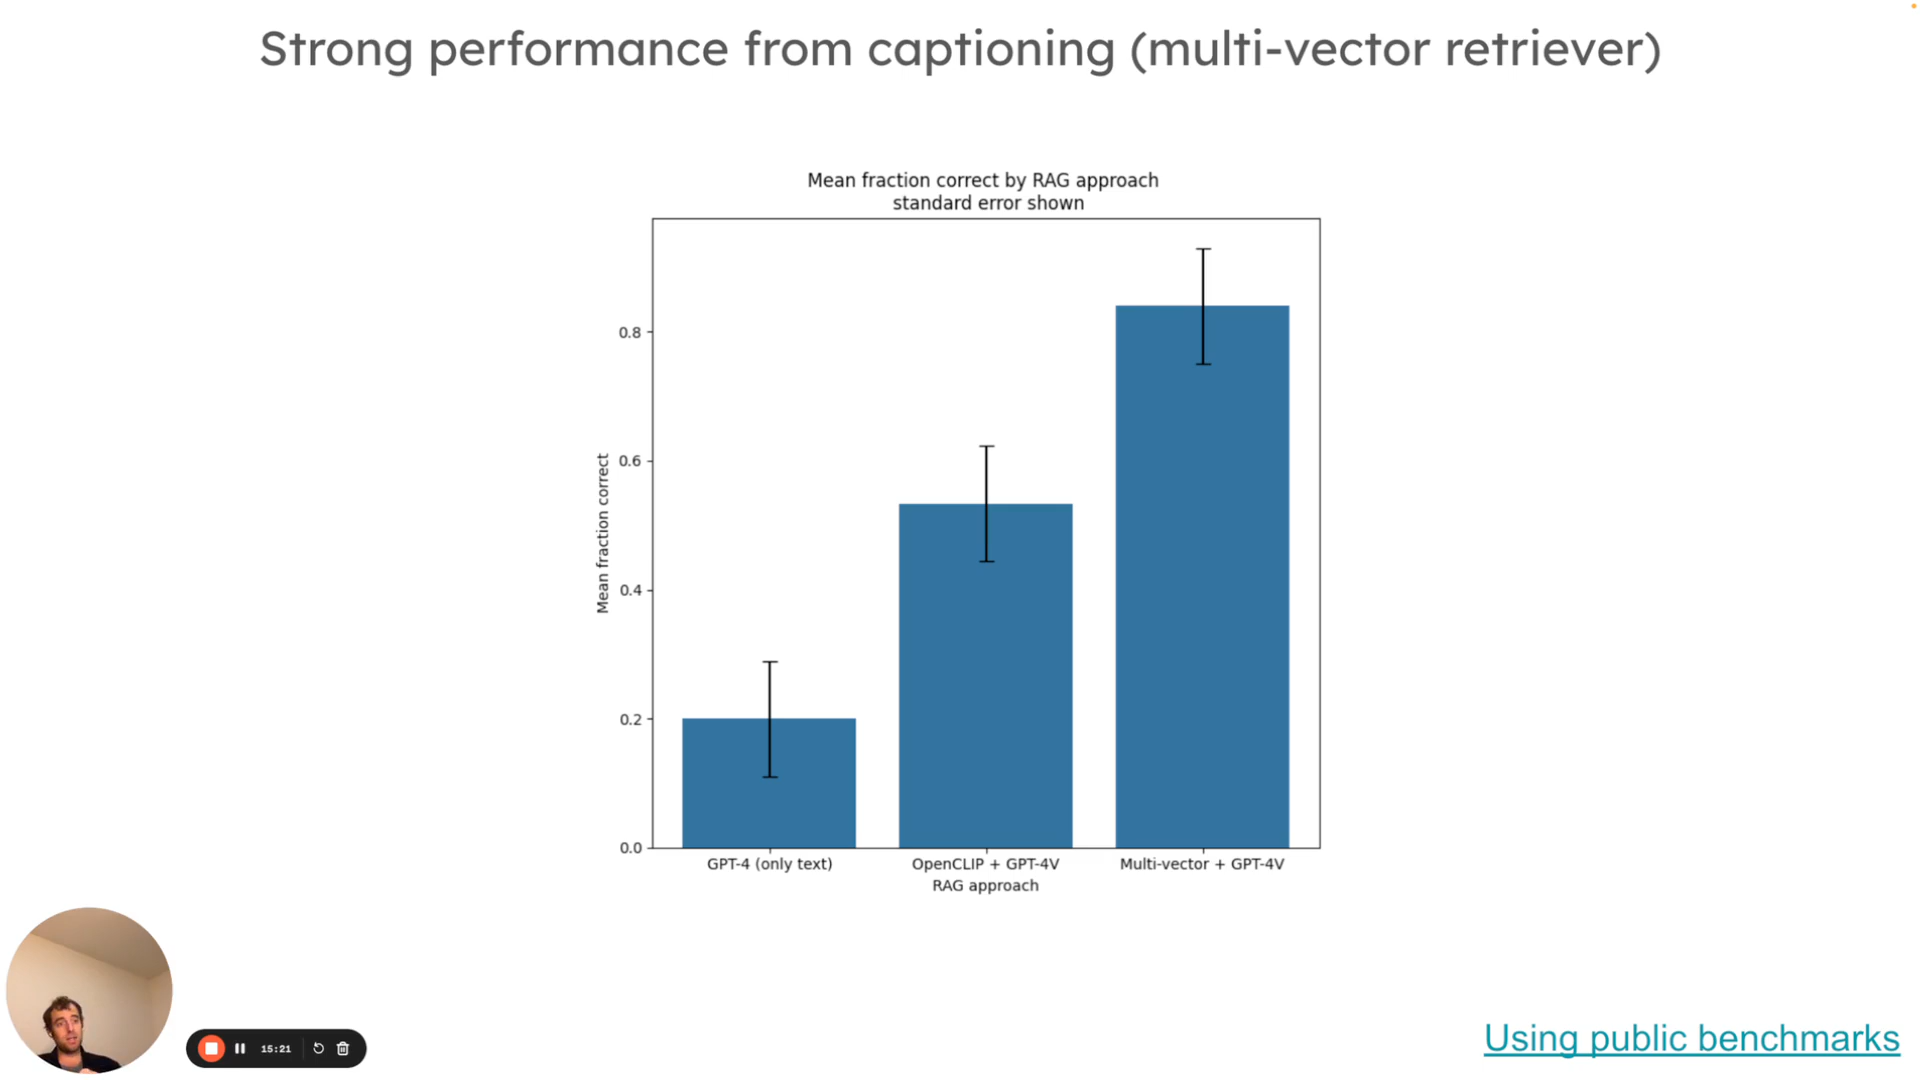 Strong performance from captioning (multi-vector retriever)
Mean fraction correct by RAG approach
standard error shown
Mean fraction correct
0.8
0.6
0.4
0.2
0.0
GPT-4 (only text)
OpenCLIP + GPT-4V
Multi-vector + GPT-4V
RAG approach
15:21
Using public benchmarks